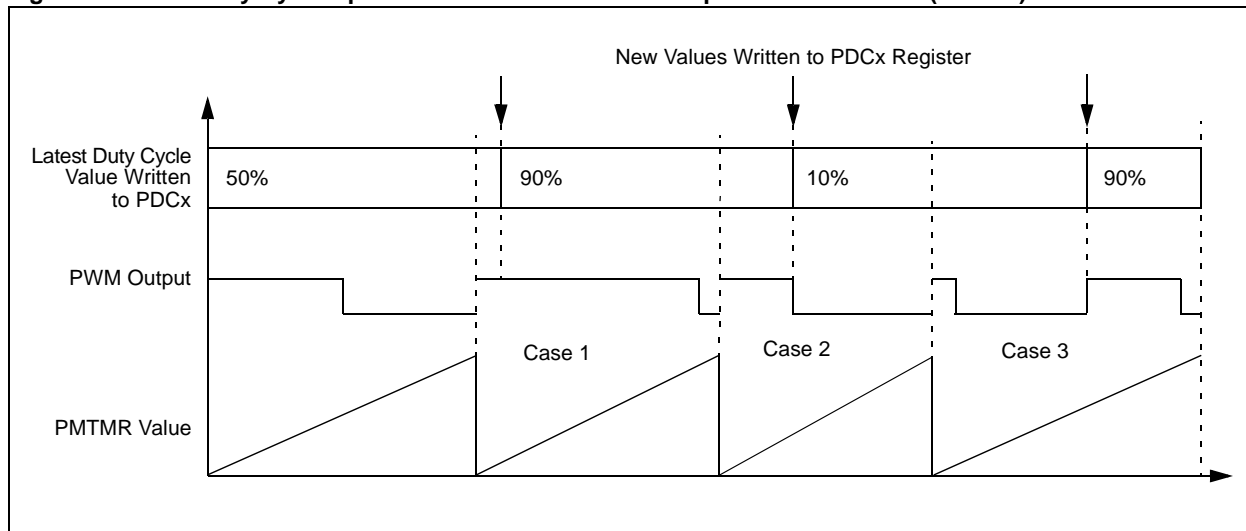 New Values Written to PDCx Register
Latest Duty Cycle
Value Written
to PDCx
50%
90%
10%
90%
PWM Output
Case 1
Case 2
Case 3
PMTMR Value